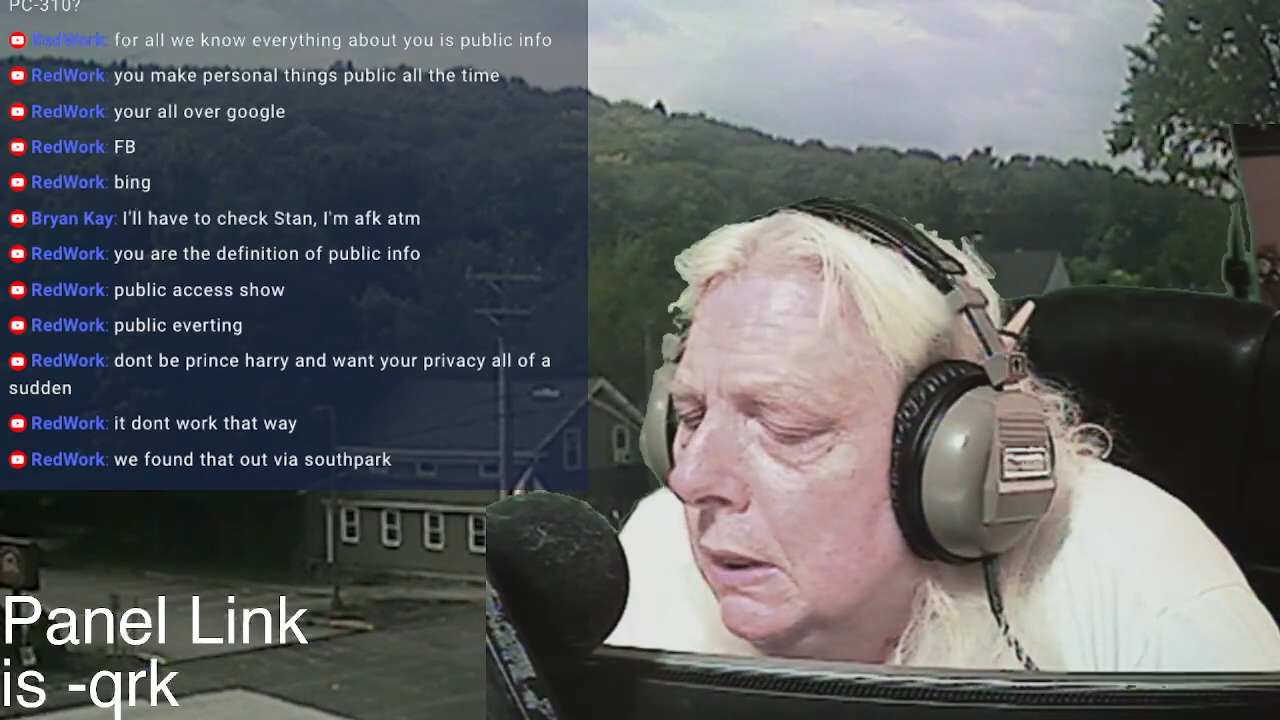 PC-310?
RedWork: for all we know everything about you is public info
RedWork: you make personal things public all the time
RedWork: your all over google
RedWork: FB
RedWork: bing
Bryan Kay: I'll have to check Stan, I'm afk atm
RedWork: you are the definition of public info
RedWork: public access show
RedWork: public everting
RedWork: dont be prince harry and want your privacy all of a
sudden
RedWork: it dont work that way
RedWork: we found that out via southpark
Panel Link
is -qrk